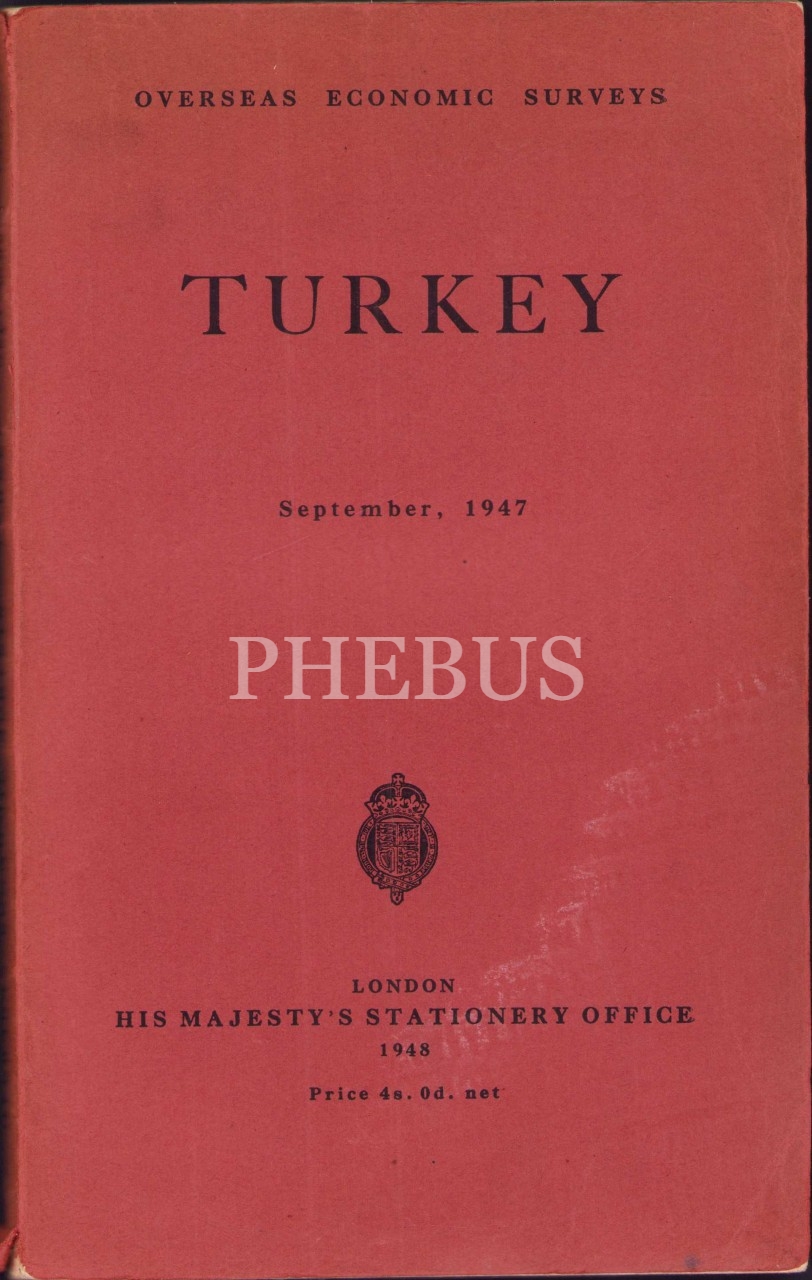 OVERSEAS ECONOMIC SURVEYS
TURKEY
September, 1947
PHEBUS
LONDON
HIS MAJESTY'S STATIONERY OFFICE
1948
Price 4s. 0d. net